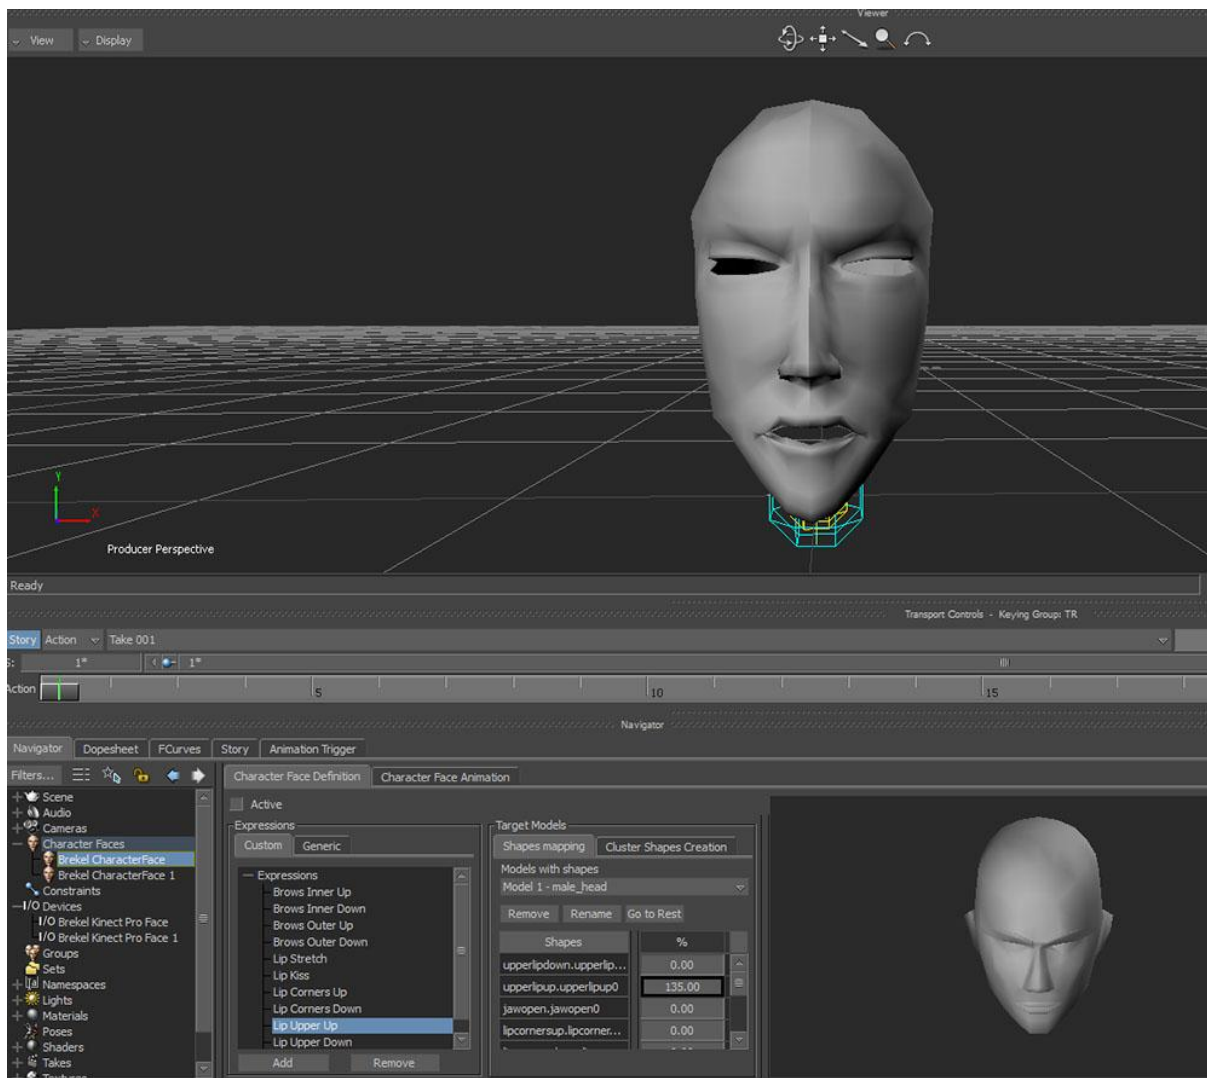 Viewer
View Display
Y
X
Producer Perspective
Ready
Transport Controls - Keying Group: TR
Story Action Take 001
S: 1* 1*
Action 5 10 15
Navigator
Navigator Dopesheet FCurves Story Animation Trigger
Filters... Character Face Definition Character Face Animation
Scene
Audio
Cameras
Character Faces
Brekel CharacterFace
Brekel CharacterFace 1
Constraints
I/O Devices
I/O Brekel Kinect Pro Face
I/O Brekel Kinect Pro Face 1
Groups
Sets
Namespaces
Lights
Materials
Poses
Shaders
Takes
Active
Expressions
Custom Generic
Expressions
Brows Inner Up
Brows Inner Down
Brows Outer Up
Brows Outer Down
Lip Stretch
Lip Kiss
Lip Corners Up
Lip Corners Down
Lip Upper Up
Lip Upper Down
Add Remove
Target Models
Shapes mapping Cluster Shapes Creation
Models with shapes
Model 1 - male_head
Remove Rename Go to Rest
Shapes %
upperlipdown.upperlip... 0.00
upperlipup.upperlipup0 135.00
jawopen.jawopen0 0.00
lipcornersup.lipcorner... 0.00